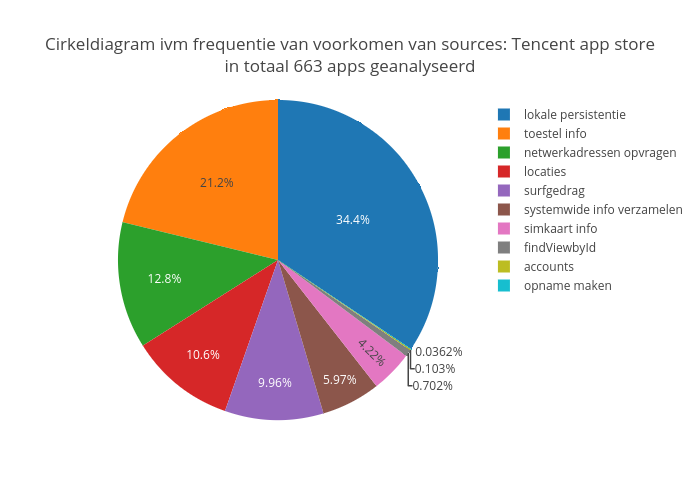 Cirkeldiagram ivm frequentie van voorkomen van sources: Tencent app store
in totaal 663 apps geanalyseerd
lokale persistentie
toestel info
netwerkadressen opvragen
locaties
surfgedrag
systemwide info verzamelen
simkaart info
findViewbyId
accounts
opname maken
34.4%
21.2%
12.8%
10.6%
9.96%
5.97%
4.22%
0.0362%
0.103%
0.702%